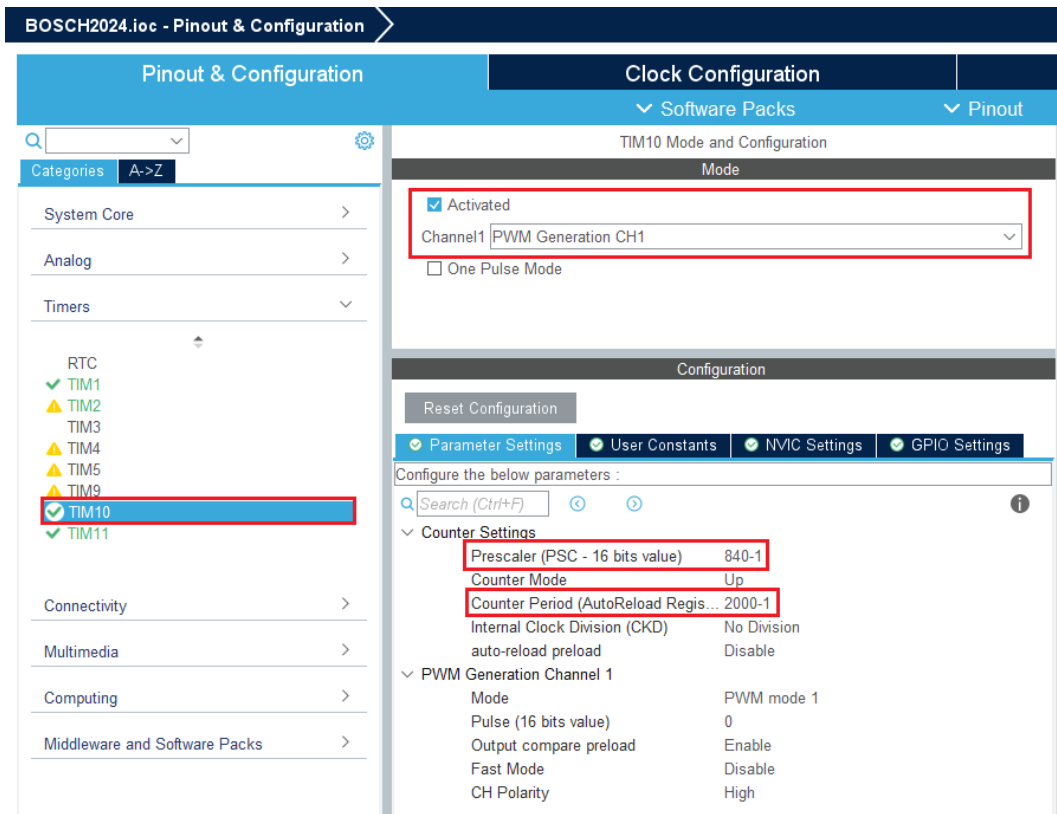 BOSCH2024.ioc - Pinout & Configuration
Pinout & Configuration
Clock Configuration
Software Packs
Pinout
Categories
A->Z
System Core
Analog
Timers
RTC
TIM1
TIM2
TIM3
TIM4
TIM5
TIM9
TIM10
TIM11
Connectivity
Multimedia
Computing
Middleware and Software Packs
TIM10 Mode and Configuration
Mode
Activated
Channel1 PWM Generation CH1
One Pulse Mode
Configuration
Reset Configuration
Parameter Settings
User Constants
NVIC Settings
GPIO Settings
Configure the below parameters :
Search (Ctrl+F)
Counter Settings
Prescaler (PSC - 16 bits value) 840-1
Counter Mode Up
Counter Period (AutoReload Regis... 2000-1
Internal Clock Division (CKD) No Division
auto-reload preload Disable
PWM Generation Channel 1
Mode PWM mode 1
Pulse (16 bits value) 0
Output compare preload Enable
Fast Mode Disable
CH Polarity High